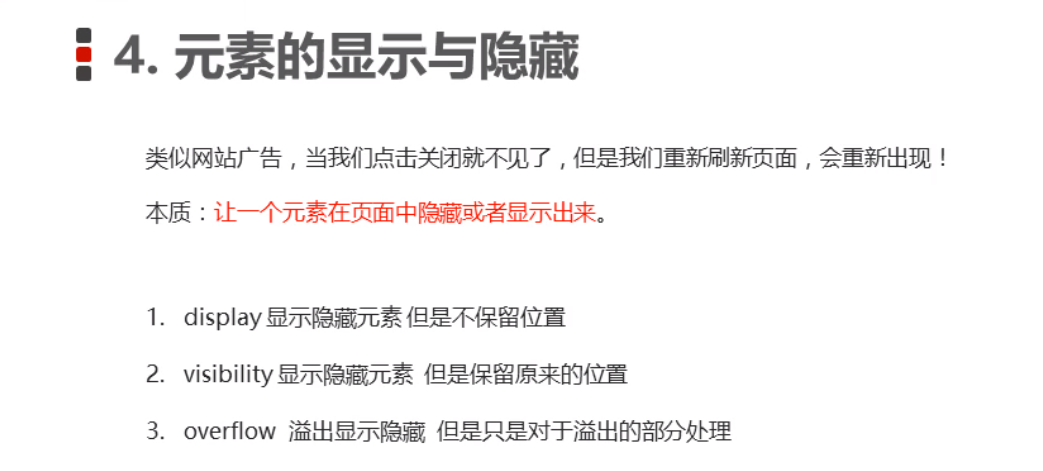 4. 元素的显示与隐藏
类似网站广告，当我们点击关闭就不见了，但是我们重新刷新页面，会重新出现！
本质：让一个元素在页面中隐藏或者显示出来。
1. display 显示隐藏元素 但是不保留位置
2. visibility 显示隐藏元素 但是保留原来的位置
3. overflow 溢出显示隐藏 但是只是对于溢出的部分处理